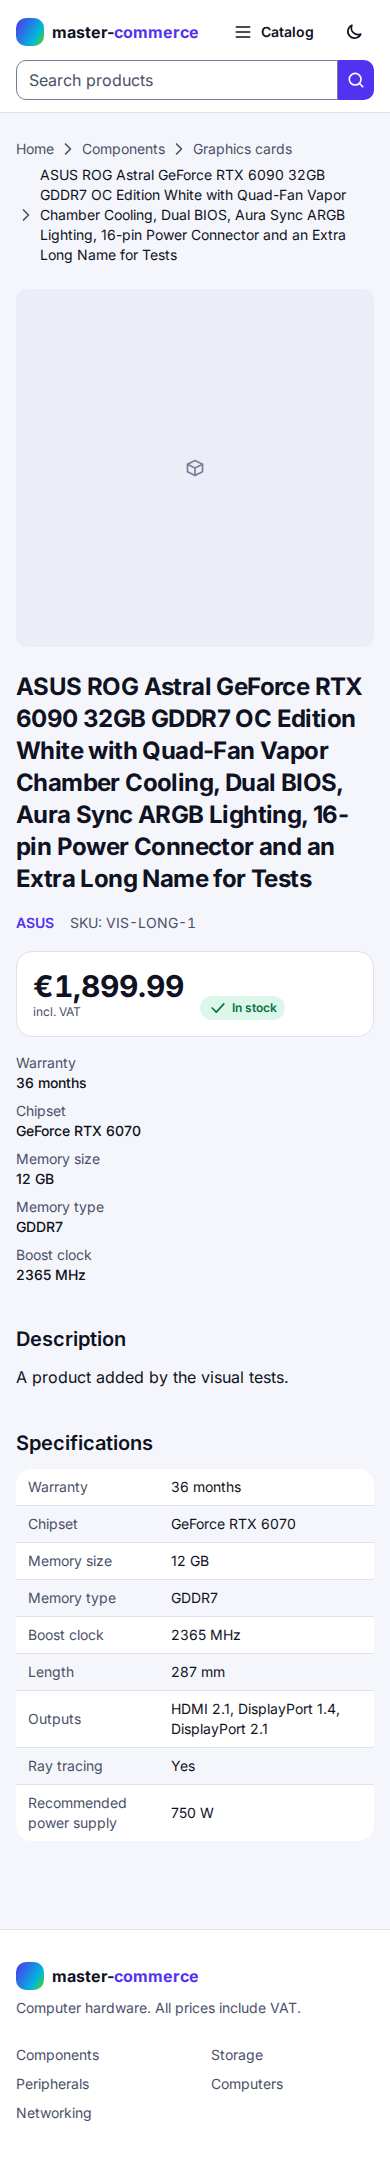 master-commerce
Catalog
Search products
Home
Components
Graphics cards
ASUS ROG Astral GeForce RTX 6090 32GB
GDDR7 OC Edition White with Quad-Fan Vapor
Chamber Cooling, Dual BIOS, Aura Sync ARGB
Lighting, 16-pin Power Connector and an Extra
Long Name for Tests
ASUS ROG Astral GeForce RTX
6090 32GB GDDR7 OC Edition
White with Quad-Fan Vapor
Chamber Cooling, Dual BIOS,
Aura Sync ARGB Lighting, 16-
pin Power Connector and an
Extra Long Name for Tests
ASUS SKU: VIS-LONG-1
€1,899.99
incl. VAT
In stock
Warranty
36 months
Chipset
GeForce RTX 6070
Memory size
12 GB
Memory type
GDDR7
Boost clock
2365 MHz
Description
A product added by the visual tests.
Specifications
Warranty 36 months
Chipset GeForce RTX 6070
Memory size 12 GB
Memory type GDDR7
Boost clock 2365 MHz
Length 287 mm
Outputs HDMI 2.1, DisplayPort 1.4,
DisplayPort 2.1
Ray tracing Yes
Recommended
power supply 750 W
master-commerce
Computer hardware. All prices include VAT.
Components Storage
Peripherals Computers
Networking